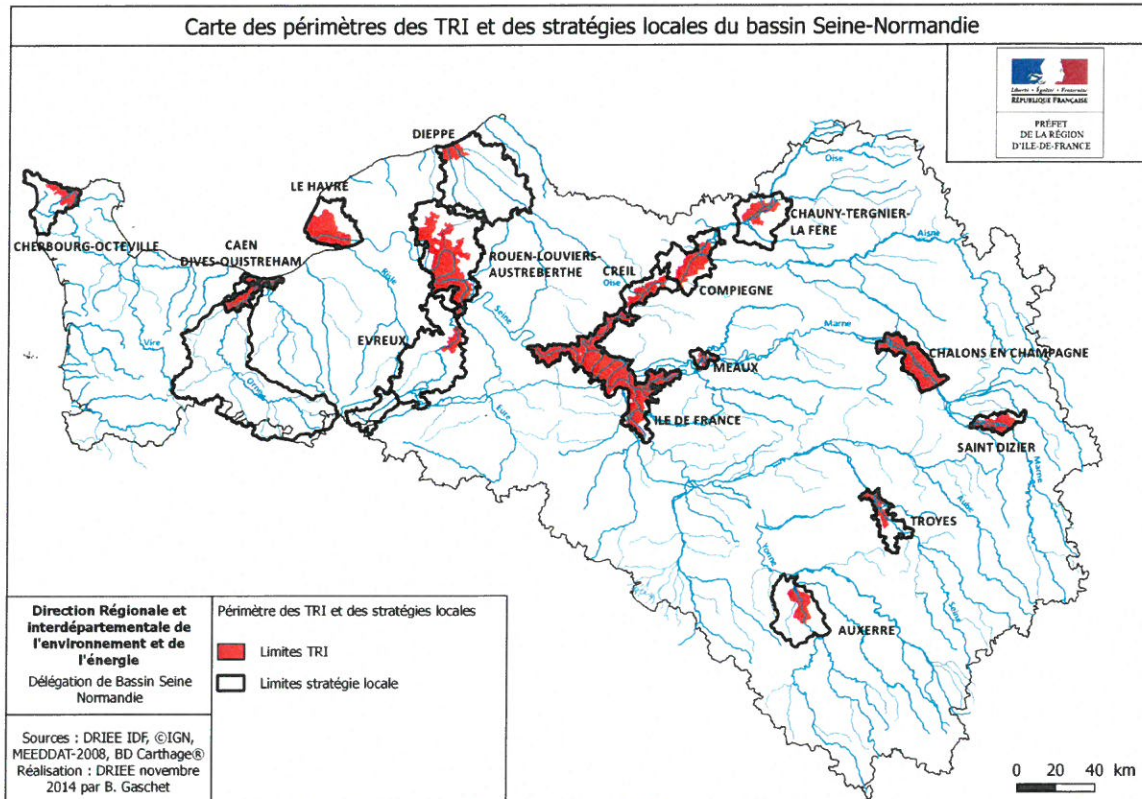 Carte des périmètres des TRI et des stratégies locales du bassin Seine-Normandie
Liberté • Égalité • Fraternité
RÉPUBLIQUE FRANÇAISE
PRÉFET
DE LA RÉGION
D'ILE-DE-FRANCE
DIEPPE
Oise
LE HAVRE
CHAUNY-TERGNIER-
LA FERE
CHERBOURG-OCTEVILLE
CAEN
DIVES-OUISTREHAM
Aisne
ROUEN-LOUVIERS-
AUSTREBERTHE
Risle
CREIL
Oise
COMPIEGNE
Seine
Marne
Vire
EVREUX
CHALONS EN CHAMPAGNE
MEAUX
Orne
Eure
ILE DE FRANCE
SAINT DIZIER
Marne
Aube
TROYES
Yonne
Seine
AUXERRE
Direction Régionale et
interdépartementale de
l'environnement et de
l'énergie
Délégation de Bassin Seine
Normandie
Périmètre des TRI et des stratégies locales
Limites TRI
Limites stratégie locale
Sources : DRIEE IDF, ©IGN,
MEEDDAT-2008, BD Carthage®
Réalisation : DRIEE novembre
2014 par B. Gaschet
0 20 40 km